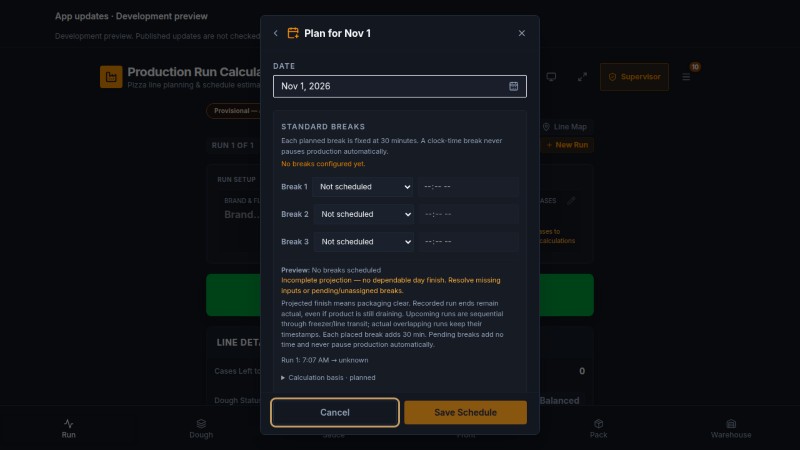 App updates · Development preview
Development preview. Published updates are not checked
Production Run Calcula
Pizza line planning & schedule estima
Supervisor
10
Provisional —
Line Map
RUN 1 OF 1
+ New Run
RUN SETUP
BRAND & F
Brand..
ASES
ases to
calculations
LINE DETA
Cases Left to
0
Dough Status
Balanced
Plan for Nov 1
DATE
Nov 1, 2026
STANDARD BREAKS
Each planned break is fixed at 30 minutes. A clock-time break never
pauses production automatically.
No breaks configured yet.
Break 1 Not scheduled --:-- --
Break 2 Not scheduled --:-- --
Break 3 Not scheduled --:-- --
Preview: No breaks scheduled
Incomplete projection — no dependable day finish. Resolve missing
inputs or pending/unassigned breaks.
Projected finish means packaging clear. Recorded run ends remain
actual, even if product is still draining. Upcoming runs are sequential
through freezer/line transit; actual overlapping runs keep their
timestamps. Each placed break adds 30 min. Pending breaks add no
time and never pause production automatically.
Run 1: 7:07 AM → unknown
▶ Calculation basis · planned
Cancel
Save Schedule
Run
Dough
Pack
Warehouse